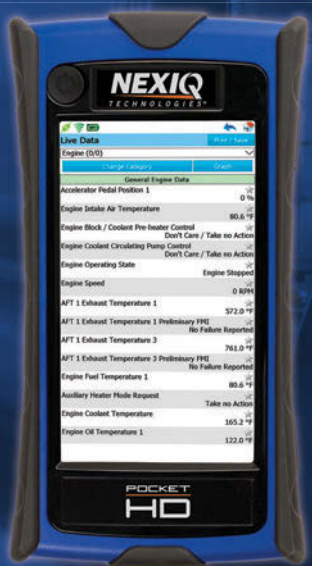 NEXIQ
TECHNOLOGIES®
Live Data
Print / Save
Engine (0/0)
Change Category
Graph
General Engine Data
Accelerator Pedal Position 1
0 %
Engine Intake Air Temperature
80.6 °F
Engine Block / Coolant Pre-heater Control
Don't Care / Take no Action
Engine Coolant Circulating Pump Control
Don't Care / Take no Action
Engine Operating State
Engine Stopped
Engine Speed
0 RPM
AFT 1 Exhaust Temperature 1
572.0 °F
AFT 1 Exhaust Temperature 1 Preliminary FMI
No Failure Reported
AFT 1 Exhaust Temperature 3
761.0 °F
AFT 1 Exhaust Temperature 3 Preliminary FMI
No Failure Reported
Engine Fuel Temperature 1
80.6 °F
Auxiliary Heater Mode Request
Take no Action
Engine Coolant Temperature
165.2 °F
Engine Oil Temperature 1
122.0 °F
POCKET
HD